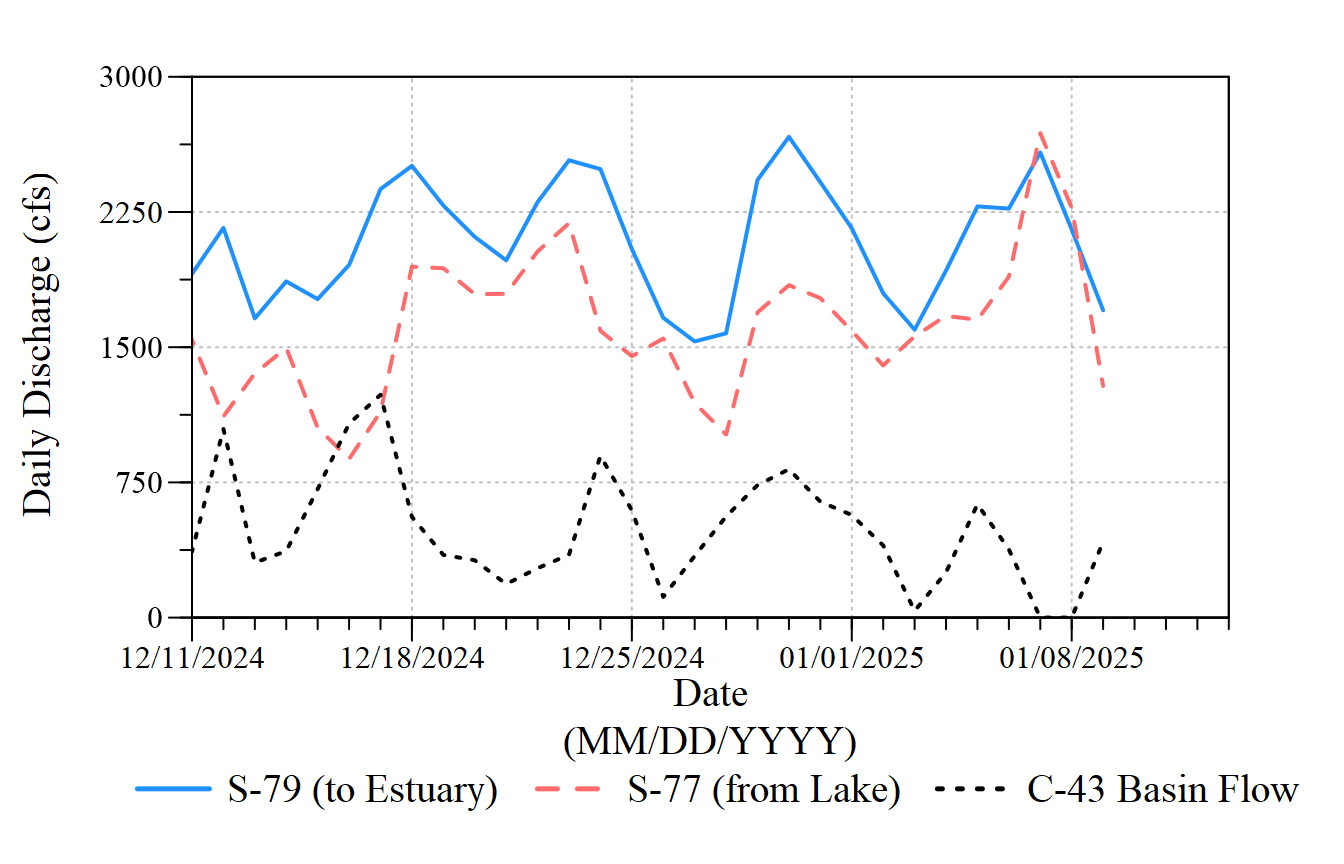 3000
2250
1500
750
0
Daily Discharge (cfs)
12/11/2024 12/18/2024 12/25/2024 01/01/2025 01/08/2025
Date
(MM/DD/YYYY)
S-79 (to Estuary) S-77 (from Lake) C-43 Basin Flow